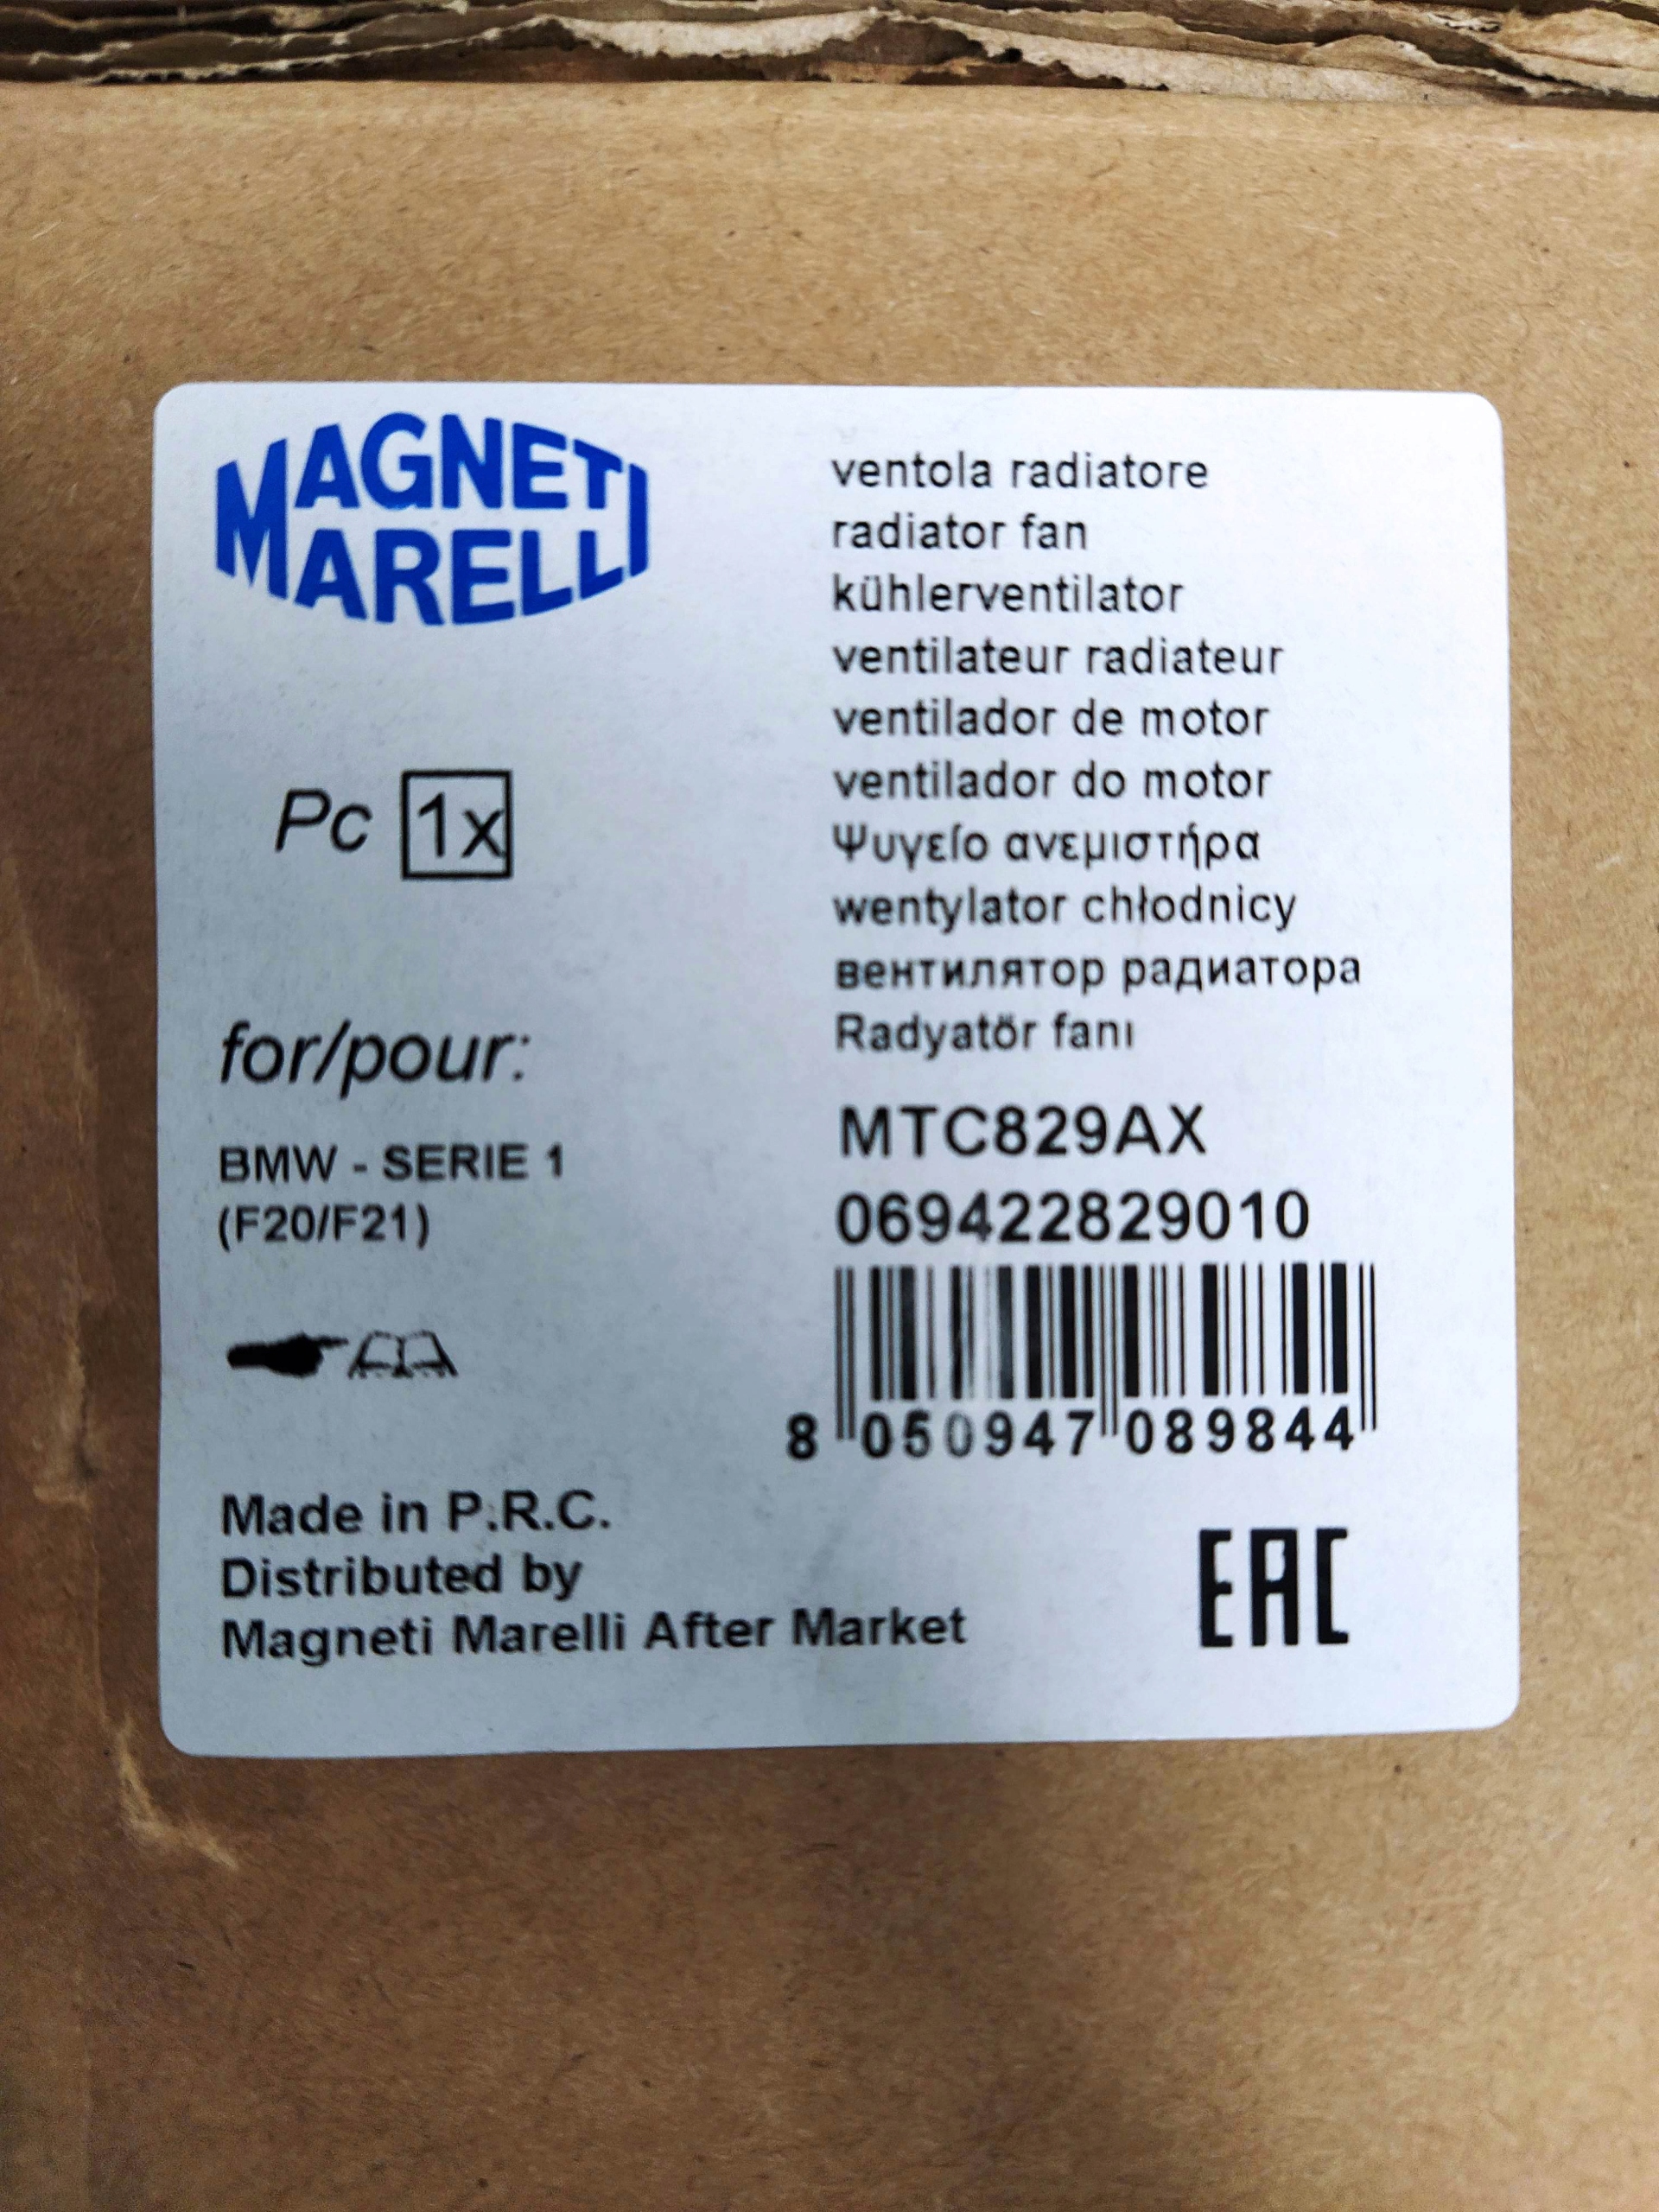 MAGNETI
MARELLI
Pc 1x
for/pour:
BMW - SERIE 1
(F20/F21)
ventola radiatore
radiator fan
kühlerventilator
ventilateur radiateur
ventilador de motor
ventilador do motor
Ψυγείο ανεμιστήρα
wentylator chłodnicy
вентилятор радиатора
Radyatör fanı
MTC829AX
069422829010
8 050947 089844
Made in P.R.C.
Distributed by
Magneti Marelli After Market
EAC